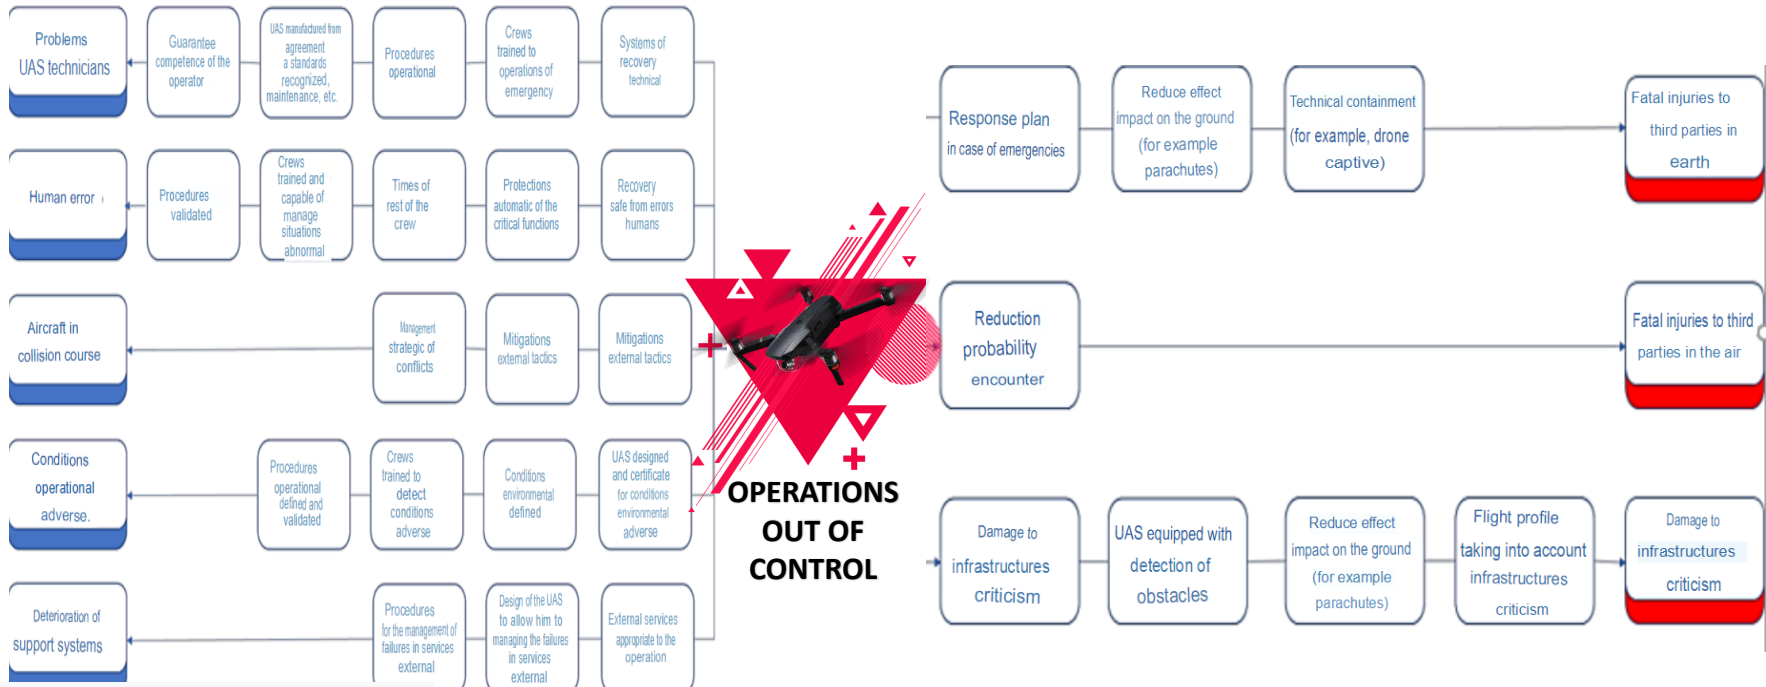 Problems
UAS technicians
Guarantee
competence of the
operator
UAS manufactured from
agreement
a standards
recognized,
maintenance, etc.
Procedures
operational
Crews
trained to
operations of
emergency
Systems of
recovery
technical
Human error
Procedures
validated
Crews
trained and
capable of
manage
situations
abnormal
Times of
rest of the
crew
Protections
automatic of the
critical functions
Recovery
safe from errors
humans
Aircraft in
collision course
Management
strategic of
conflicts
Mitigations
external tactics
Mitigations
external tactics
Conditions
operational
adverse.
Procedures
operational
defined and
validated
Crews
trained to
detect
conditions
adverse
Conditions
environmental
defined
UAS designed
and certificate
for conditions
environmental
adverse
Deterioration of
support systems
Procedures
for the management of
failures in services
external
Design of the UAS
to allow him to
managing the failures
in services
external
External services
appropriate to the
operation
OPERATIONS
OUT OF
CONTROL
Response plan
in case of emergencies
Reduce effect
impact on the ground
(for example
parachutes)
Technical containment
(for example, drone
captive)
Fatal injuries to
third parties in
earth
Reduction
probability
encounter
Fatal injuries to third
parties in the air
Damage to
infrastructures
criticism
UAS equipped with
detection of
obstacles
Reduce effect
impact on the ground
(for example
parachutes)
Flight profile
taking into account
infrastructures
criticism
Damage to
infrastructures
criticism